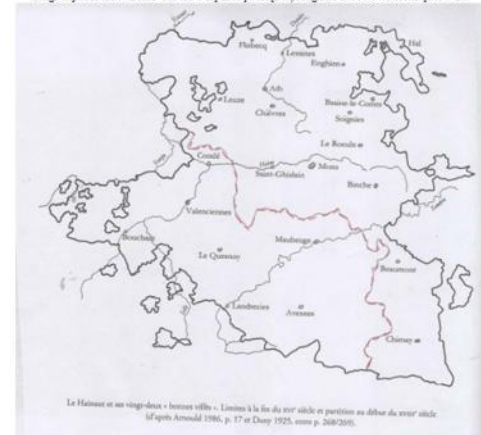 Flobecq
Lessines
Hal
Enghien
Ath
Leuze
Chièvres
Braine-le-Comte
Soignies
Le Roeulx
Condé
Saint-Ghislain
Mons
Binche
Valenciennes
Maubeuge
Bouchain
Le Quesnoy
Beaumont
Landrecies
Avesnes
Chimay
Le Hainaut et ses vingt-deux « bonnes villes ». Limites à la fin du XVIe siècle et partition au début du XVIIIe siècle
(d'après Arnould 1986, p. 17 et Duny 1925, entre p. 268/269).